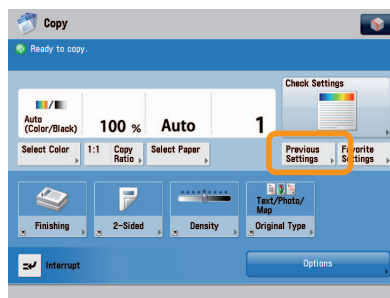 Copy
Ready to copy.
Check Settings
Auto
(Color/Black)
100 %
Auto
1
Select Color
1:1
Copy
Ratio
Select Paper
Previous
Settings
Favorite
Settings
Finishing
2-Sided
Density
Text/Photo/
Map
Original Type
Interrupt
Options